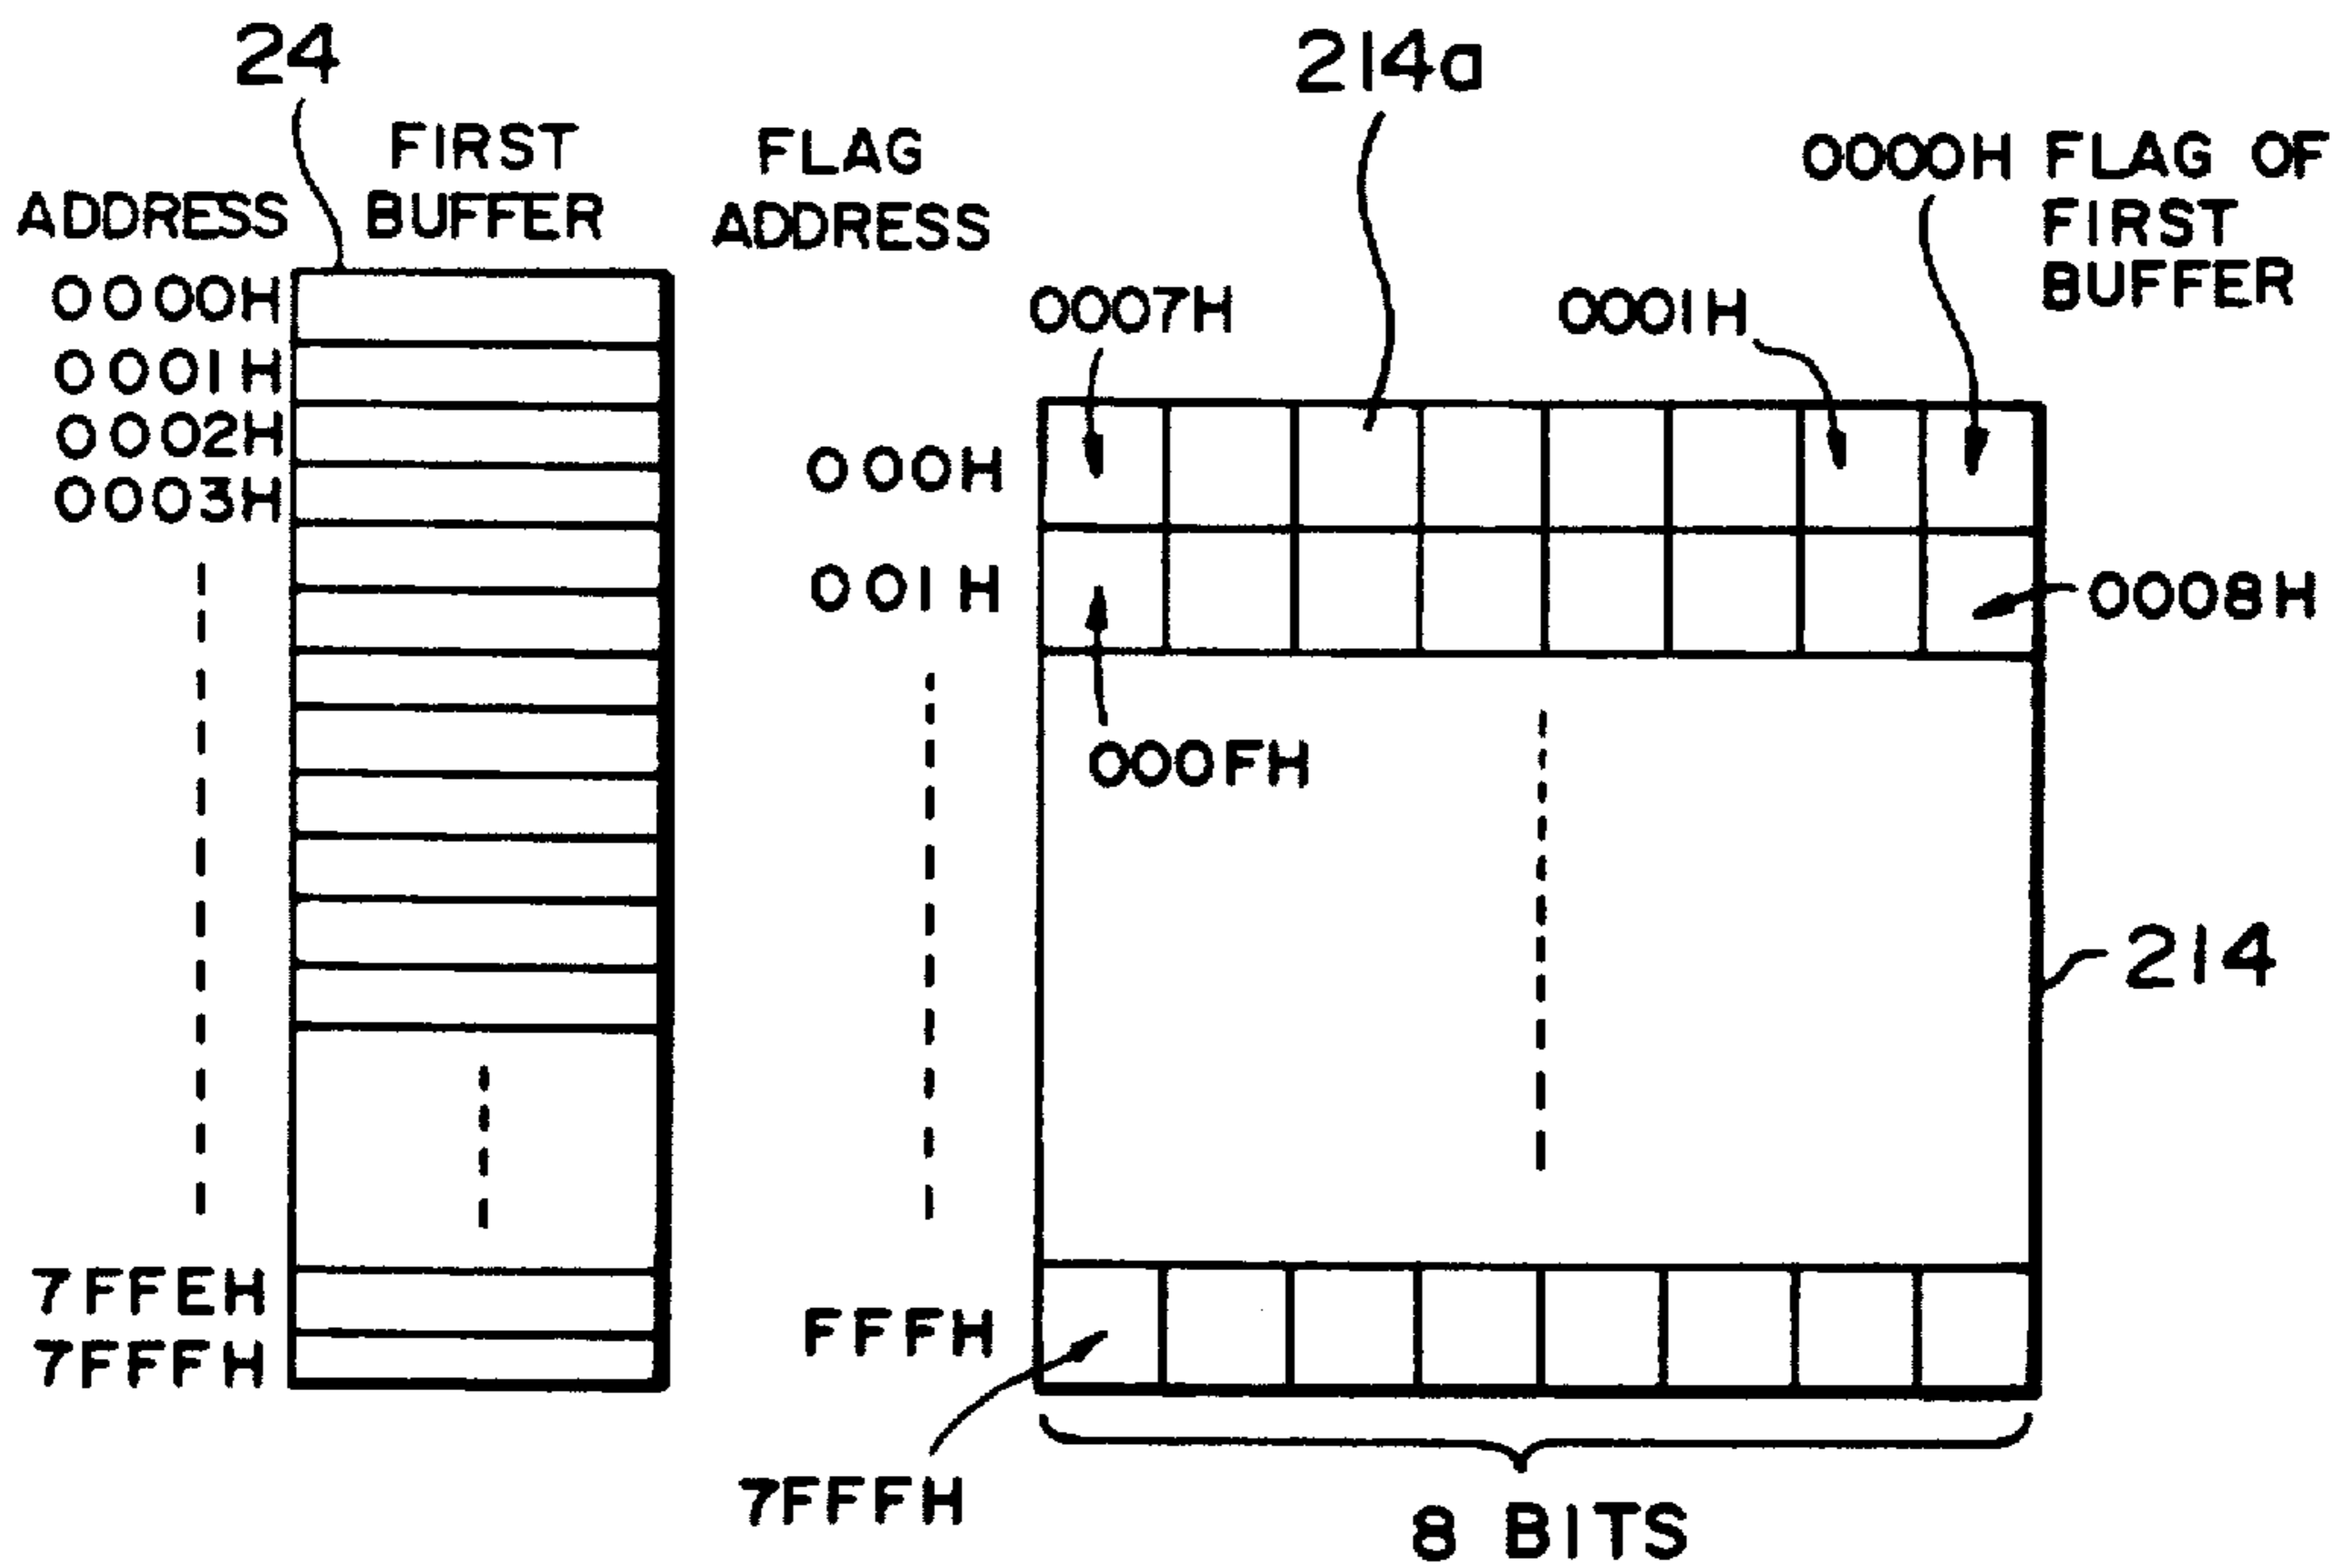 24
214a
FIRST
BUFFER
ADDRESS
FLAG
ADDRESS
0000H FLAG OF
FIRST
BUFFER
0000H
0001H
0002H
0003H
7FFEH
7FFFH
0007H
0001H
000H
001H
0008H
000FH
214
FFFH
7FFFH
8 BITS